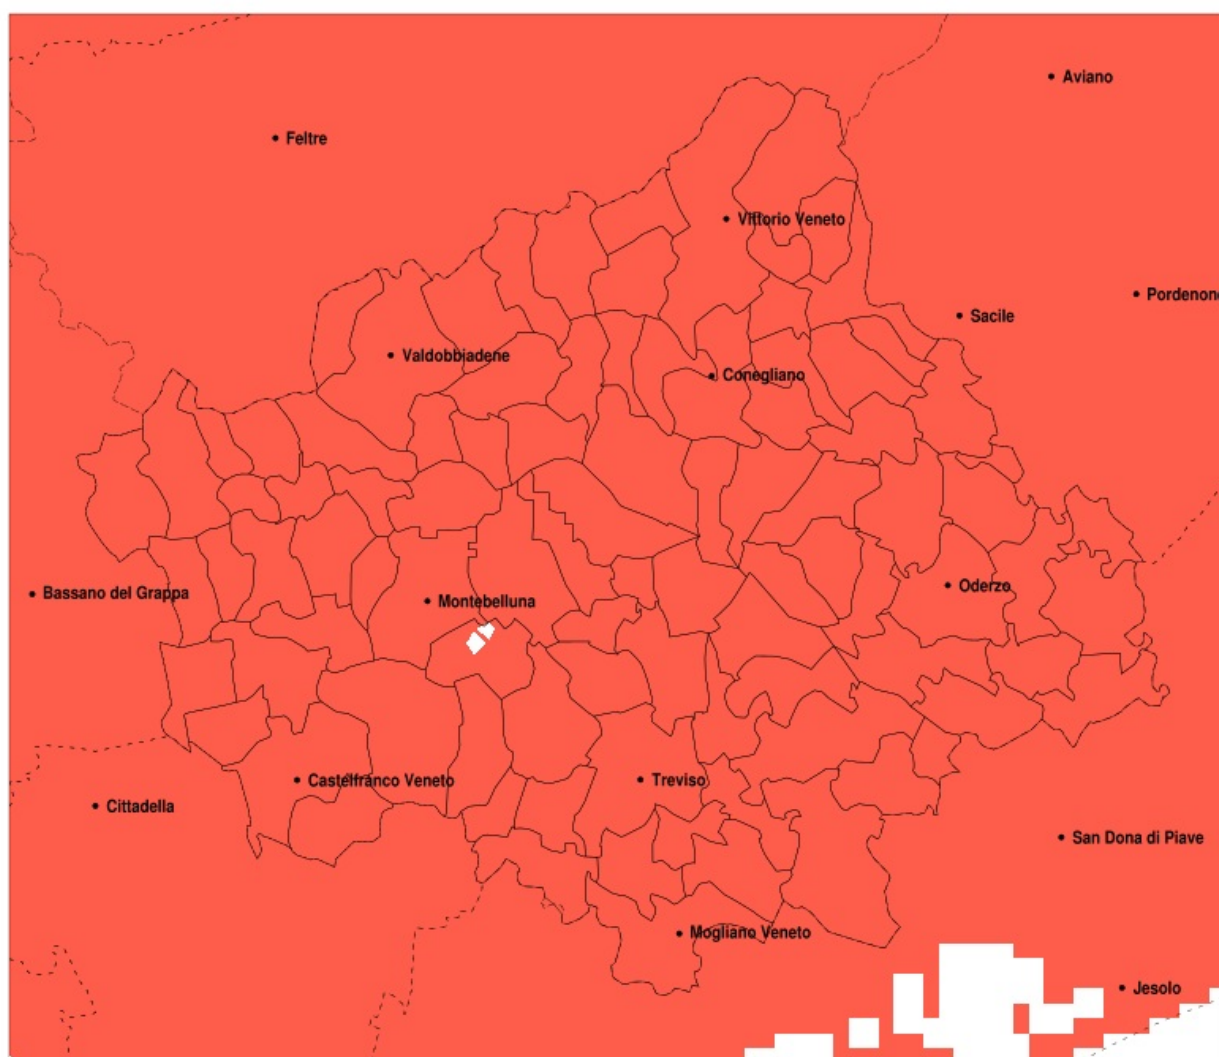 Aviano
Feltre
Vittorio Veneto
Pordenone
Sacile
Valdobbiadene
Conegliano
Bassano del Grappa
Montebelluna
Oderzo
Castelfranco Veneto
Treviso
Cittadella
San Dona di Piave
Mogliano Veneto
Jesolo